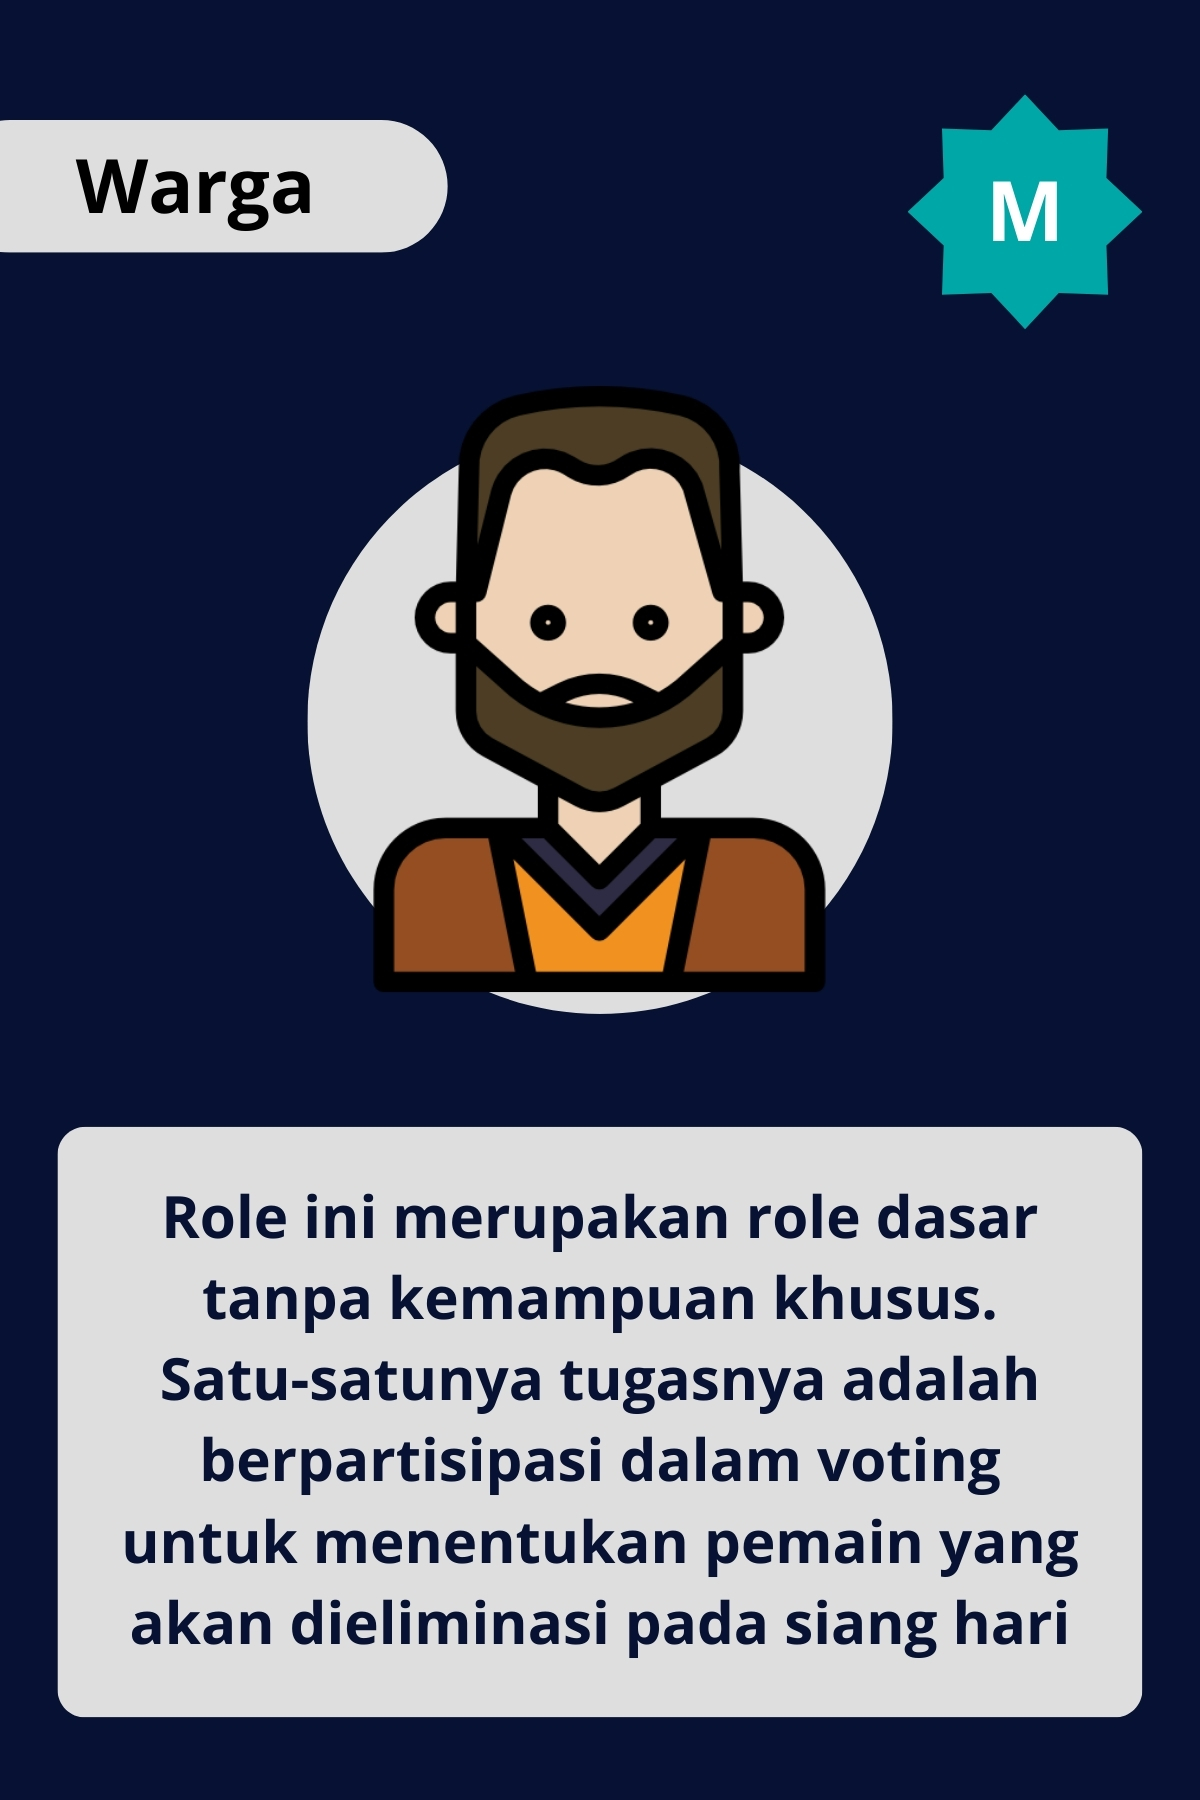 Warga
M
Role ini merupakan role dasar
tanpa kemampuan khusus.
Satu-satunya tugasnya adalah
berpartisipasi dalam voting
untuk menentukan pemain yang
akan dieliminasi pada siang hari